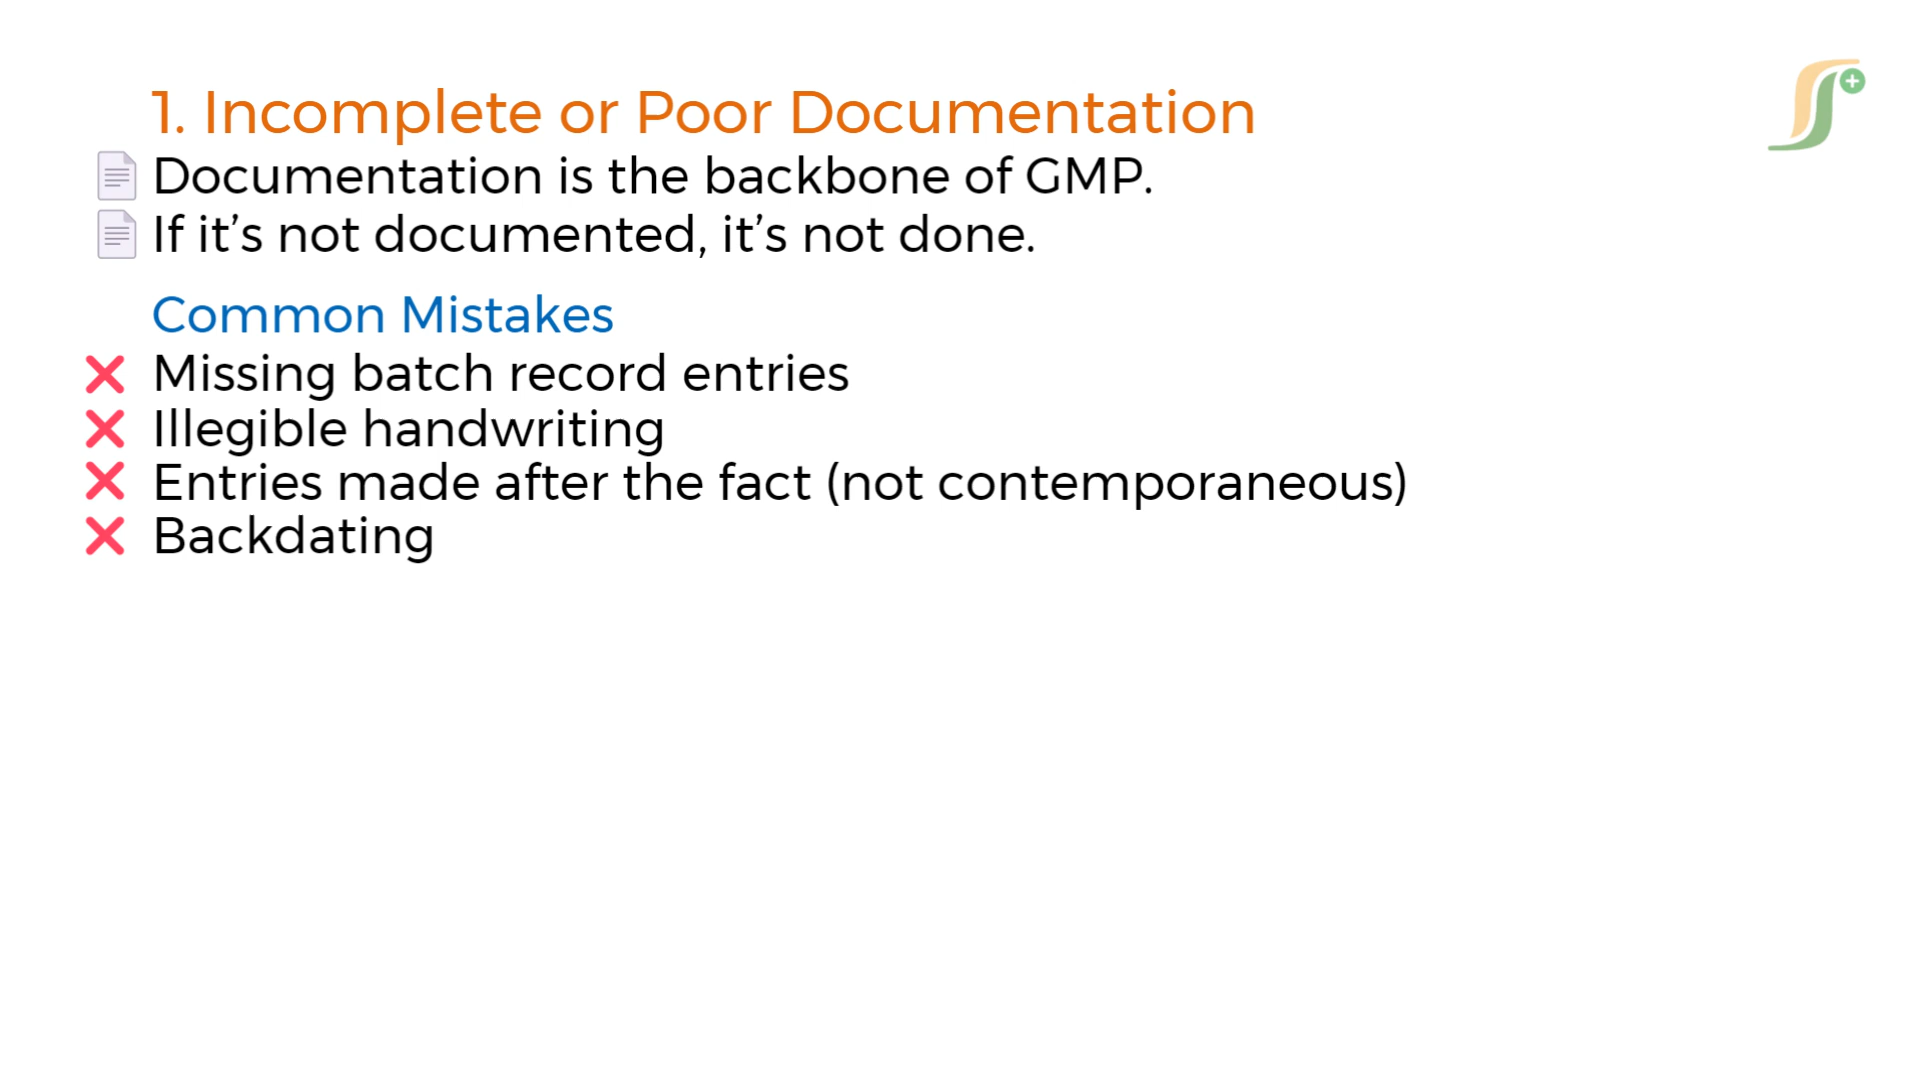 1. Incomplete or Poor Documentation
Documentation is the backbone of GMP.
If it’s not documented, it’s not done.
Common Mistakes
Missing batch record entries
Illegible handwriting
Entries made after the fact (not contemporaneous)
Backdating